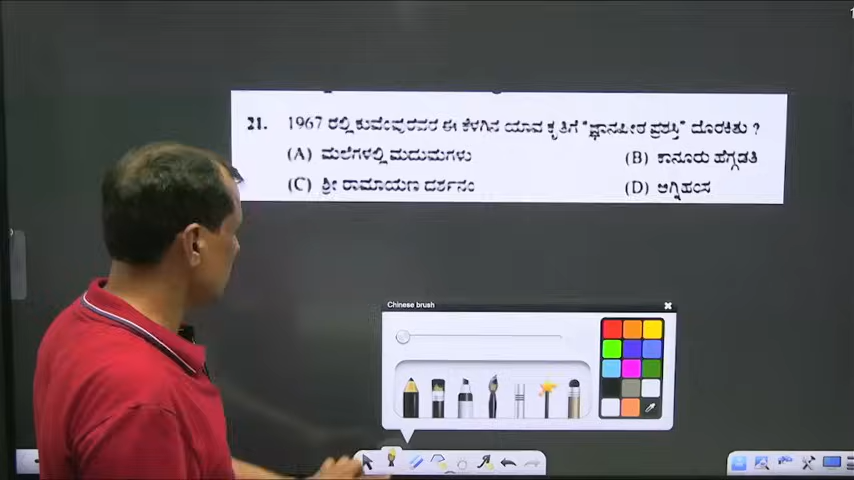 21. 1967 ರಲ್ಲಿ ಕುವೆಂಪುರವರ ಈ ಕೆಳಗಿನ ಯಾವ ಕೃತಿಗೆ "ಜ್ಞಾನಪೀಠ ಪ್ರಶಸ್ತಿ" ದೊರಕಿತು ?
(A) ಮಲೆಗಳಲ್ಲಿ ಮದುಮಗಳು (B) ಕಾನೂರು ಹೆಗ್ಗಡತಿ
(C) ಶ್ರೀ ರಾಮಾಯಣ ದರ್ಶನಂ (D) ಅಗ್ನಿಹಂಸ
Chinese brush